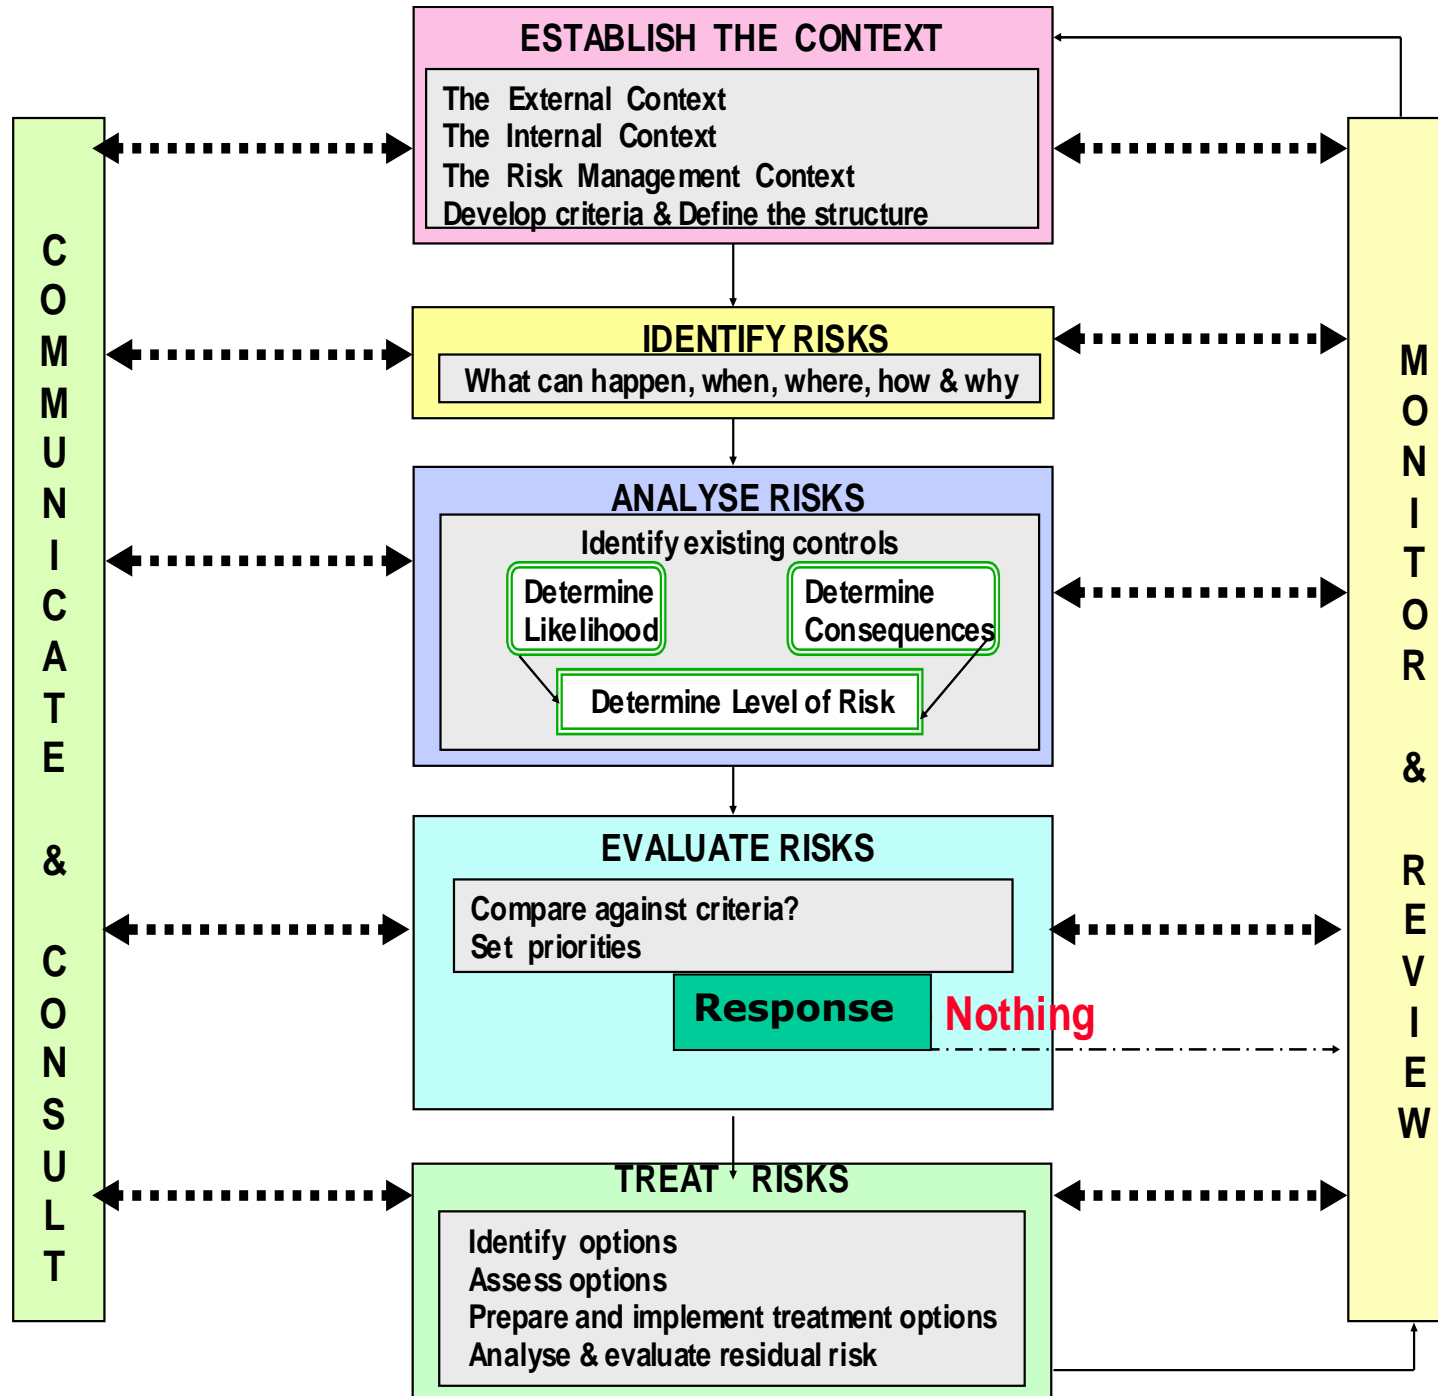 ESTABLISH THE CONTEXT
The External Context
The Internal Context
The Risk Management Context
Develop criteria & Define the structure
COMMUNICATE & CONSULT
MONITOR & REVIEW
IDENTIFY RISKS
What can happen, when, where, how & why
ANALYSE RISKS
Identify existing controls
Determine
Likelihood
Determine
Consequences
Determine Level of Risk
EVALUATE RISKS
Compare against criteria?
Set priorities
Response
Nothing
TREAT RISKS
Identify options
Assess options
Prepare and implement treatment options
Analyse & evaluate residual risk